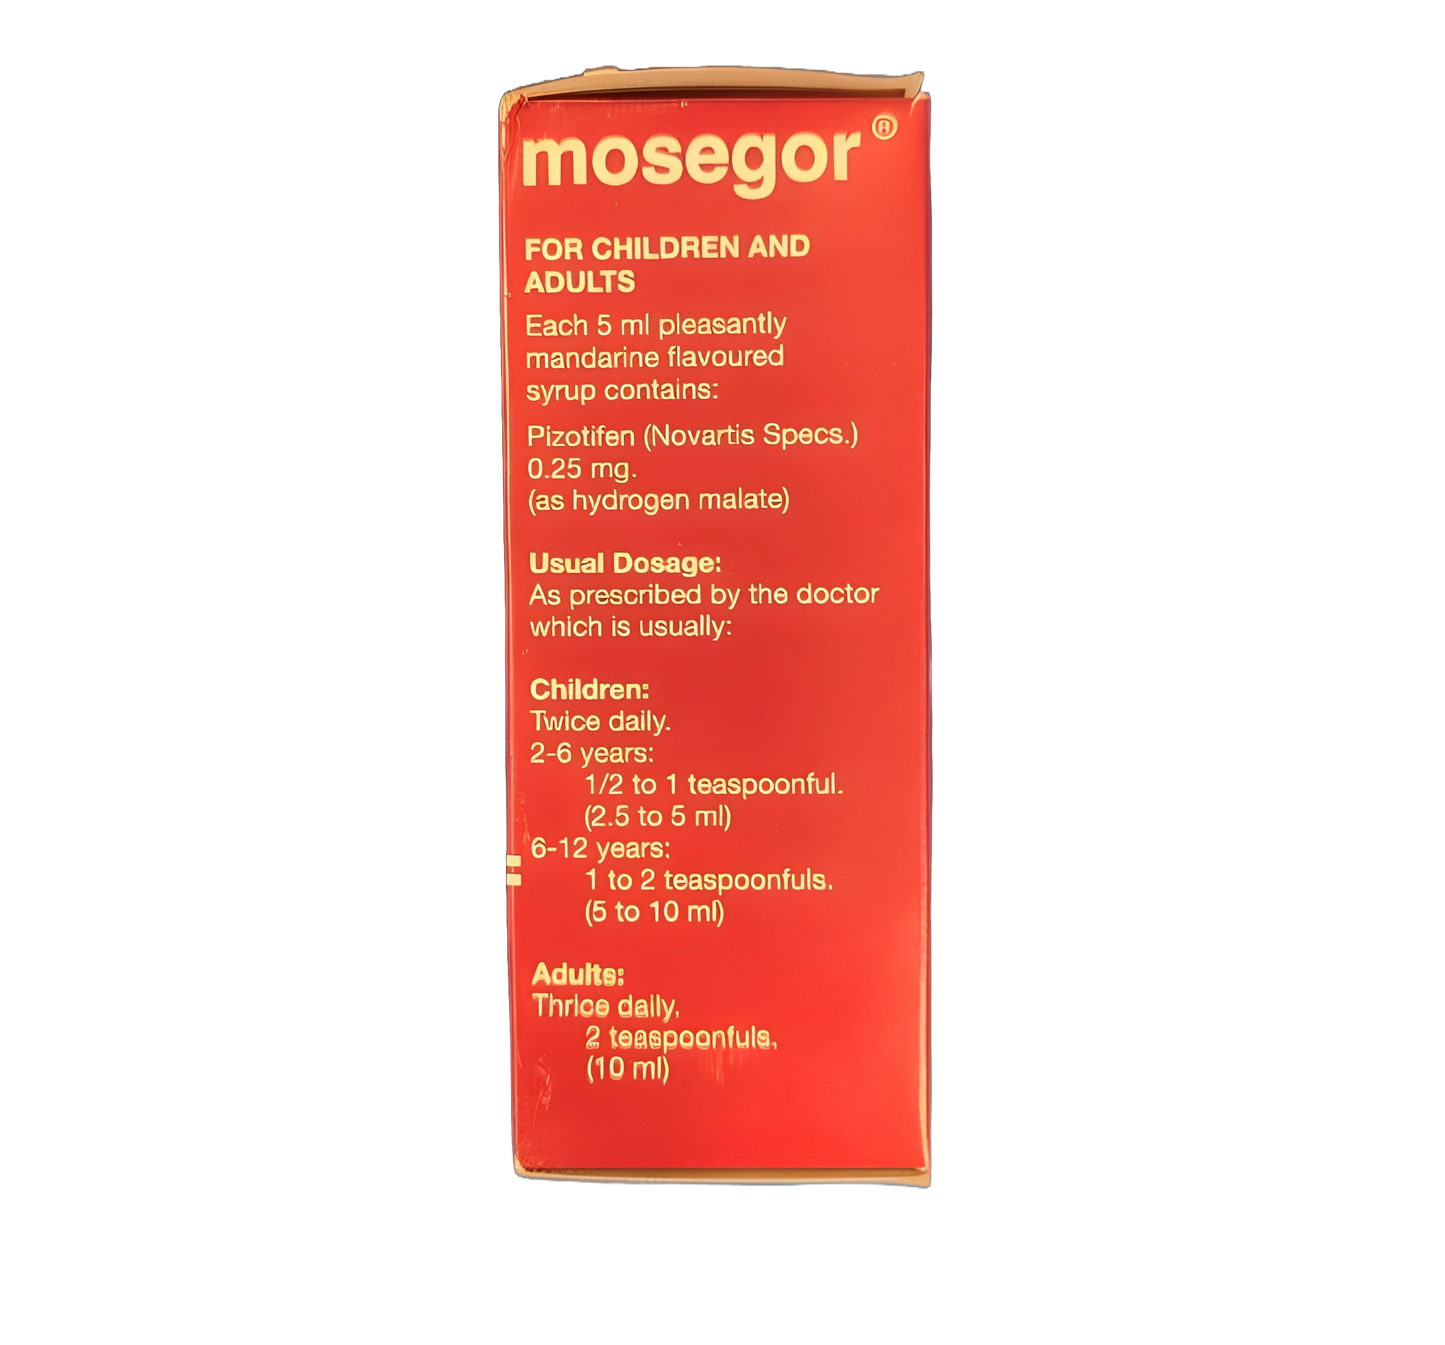 mosegor®
FOR CHILDREN AND
ADULTS
Each 5 ml pleasantly
mandarine flavoured
syrup contains:
Pizotifen (Novartis Specs.)
0.25 mg.
(as hydrogen malate)
Usual Dosage:
As prescribed by the doctor
which is usually:
Children:
Twice daily.
2-6 years:
1/2 to 1 teaspoonful.
(2.5 to 5 ml)
6-12 years:
1 to 2 teaspoonfuls.
(5 to 10 ml)
Adults:
Thrice daily,
2 teaspoonfuls,
(10 ml)